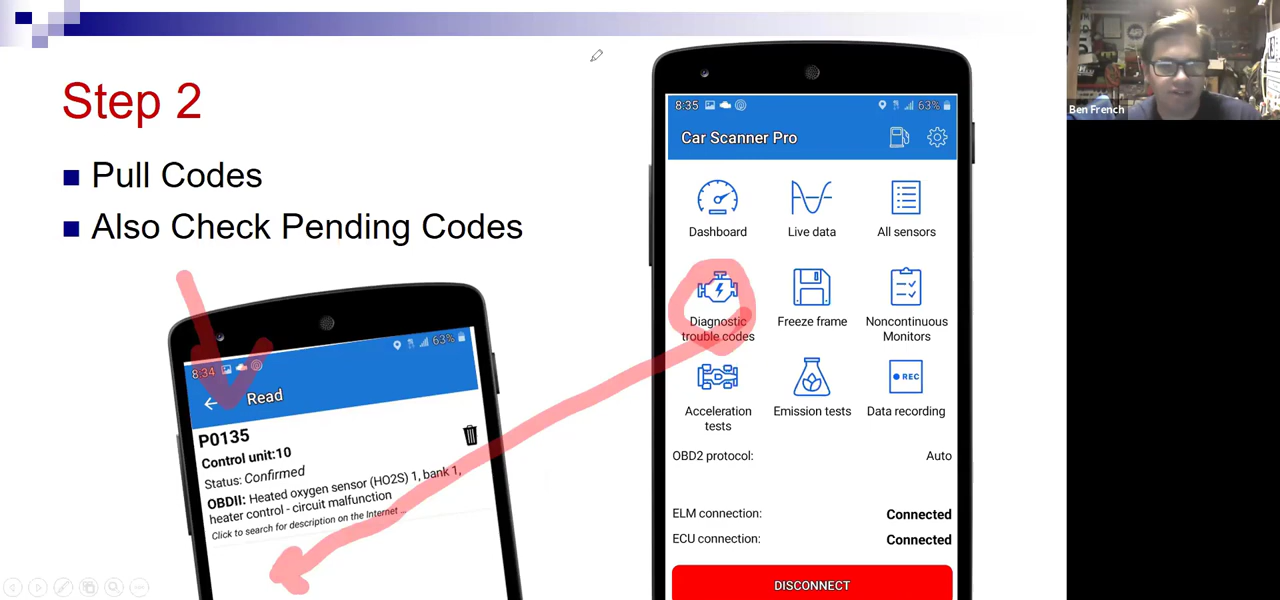 Step 2
Pull Codes
Also Check Pending Codes
8:34
63%
Read
P0135
Control unit:10
Status: Confirmed
OBDII: Heated oxygen sensor (HO2S) 1, bank 1,
heater control - circuit malfunction
Click to search for description on the Internet ...
8:35
63%
Car Scanner Pro
Dashboard
Live data
All sensors
Diagnostic
trouble codes
Freeze frame
Noncontinuous
Monitors
REC
Acceleration
tests
Emission tests
Data recording
OBD2 protocol:
Auto
ELM connection:
Connected
ECU connection:
Connected
DISCONNECT
Ben French